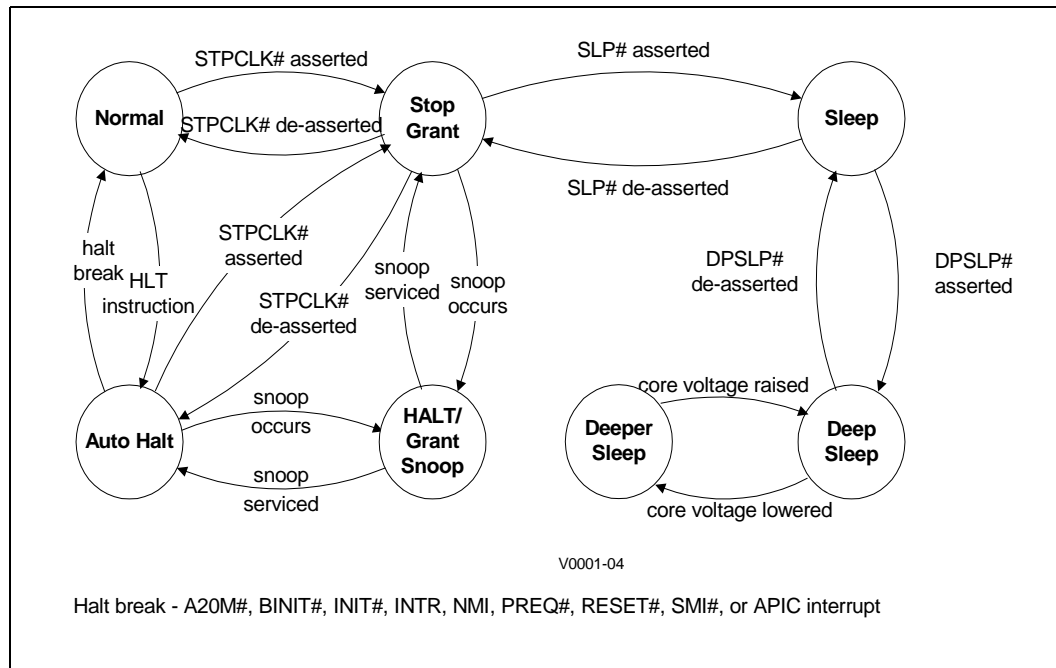 STPCLK# asserted
SLP# asserted
Normal
Stop
Grant
Sleep
STPCLK# de-asserted
SLP# de-asserted
halt
break
HLT
instruction
STPCLK#
asserted
STPCLK#
de-asserted
snoop
serviced
snoop
occurs
DPSLP#
de-asserted
DPSLP#
asserted
Auto Halt
snoop
occurs
snoop
serviced
HALT/
Grant
Snoop
core voltage raised
Deeper
Sleep
Deep
Sleep
core voltage lowered
V0001-04
Halt break - A20M#, BINIT#, INIT#, INTR, NMI, PREQ#, RESET#, SMI#, or APIC interrupt